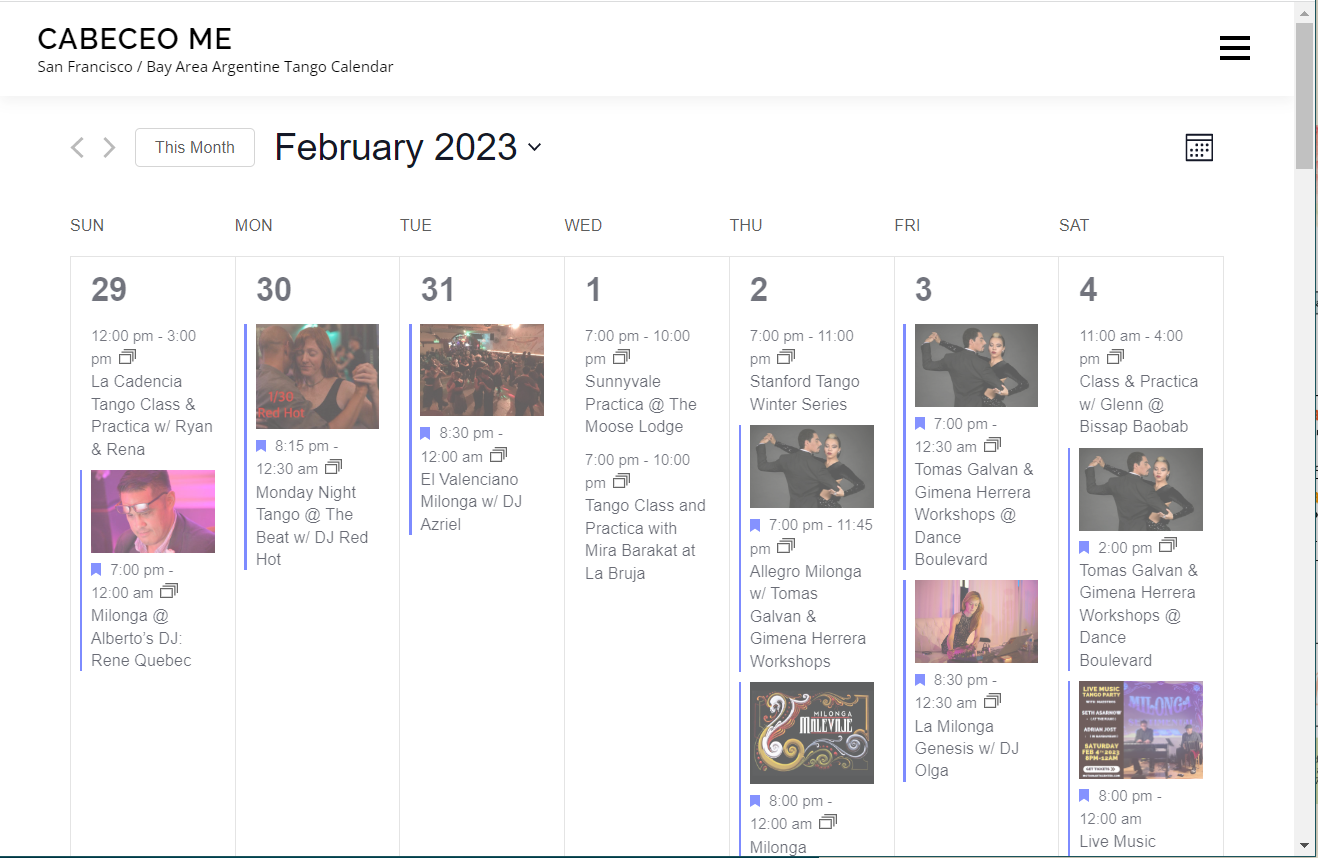 CABECEO ME
San Francisco / Bay Area Argentine Tango Calendar
This Month
February 2023
SUN
MON
TUE
WED
THU
FRI
SAT
29
12:00 pm - 3:00
pm
La Cadencia
Tango Class &
Practica w/ Ryan
& Rena
7:00 pm -
12:00 am
Milonga @
Alberto’s DJ:
Rene Quebec
30
1/30
Red Hot
8:15 pm -
12:30 am
Monday Night
Tango @ The
Beat w/ DJ Red
Hot
31
8:30 pm -
12:00 am
El Valenciano
Milonga w/ DJ
Azriel
1
7:00 pm - 10:00
pm
Sunnyvale
Practica @ The
Moose Lodge
7:00 pm - 10:00
pm
Tango Class and
Practica with
Mira Barakat at
La Bruja
2
7:00 pm - 11:00
pm
Stanford Tango
Winter Series
7:00 pm - 11:45
pm
Allegro Milonga
w/ Tomas
Galvan &
Gimena Herrera
Workshops
MILONGA
MALEVAJE
8:00 pm -
12:00 am
Milonga
3
7:00 pm -
12:30 am
Tomas Galvan &
Gimena Herrera
Workshops @
Dance
Boulevard
8:30 pm -
12:30 am
La Milonga
Genesis w/ DJ
Olga
4
11:00 am - 4:00
pm
Class & Practica
w/ Glenn @
Bissap Baobab
2:00 pm
Tomas Galvan &
Gimena Herrera
Workshops @
Dance
Boulevard
LIVE MUSIC
TANGO PARTY
SETH ASARNOW
ADRIAN JOST
SATURDAY
FEB 4TH 2023
8PM-12AM
GET TICKETS
MILONGA
8:00 pm -
12:00 am
Live Music